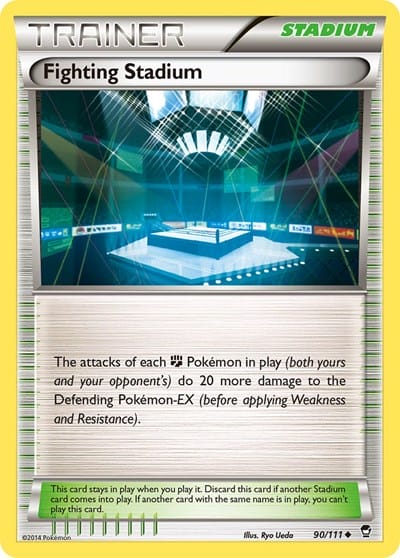 TRAINER STADIUM
Fighting Stadium
The attacks of each Pokémon in play (both yours
and your opponent's) do 20 more damage to the
Defending Pokémon-EX (before applying Weakness
and Resistance).
This card stays in play when you play it. Discard this card if another Stadium
card comes into play. If another card with the same name is in play, you can't
play this card.
©2014 Pokémon Illus. Ryo Ueda 90/111